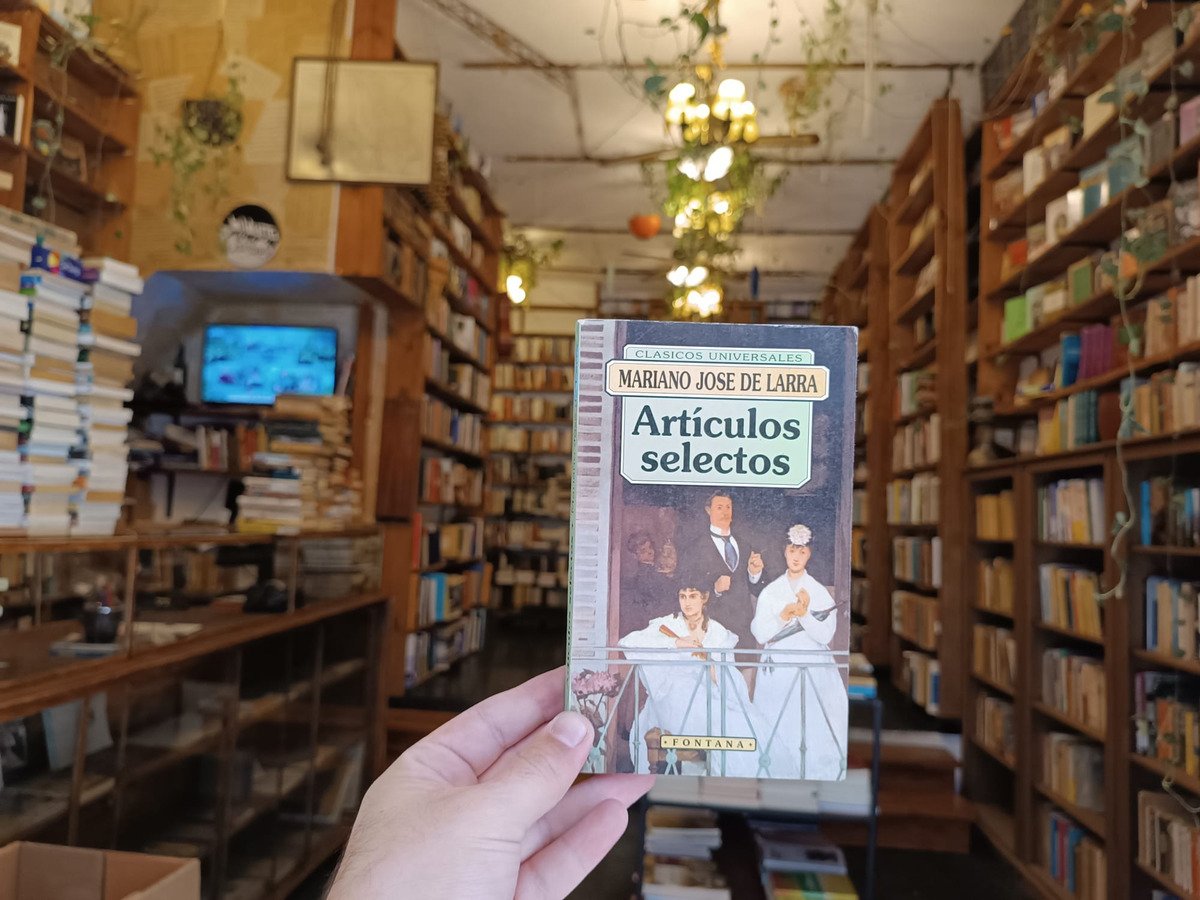 CLASICOS UNIVERSALES
MARIANO JOSE DE LARRA
Artículos
selectos
FONTANA